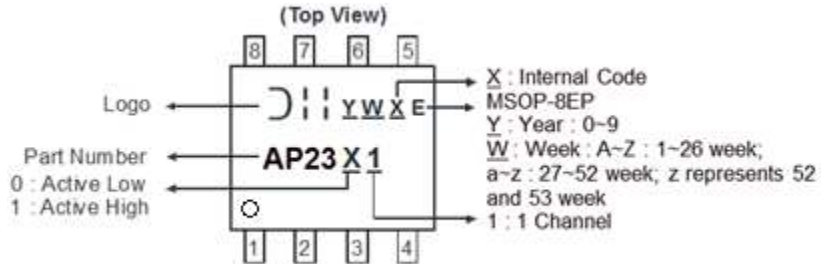 (Top View)
8 7 6 5
Logo
Y W X E
X : Internal Code
MSOP-8EP
Y : Year : 0~9
W : Week : A~Z : 1~26 week;
a~z : 27~52 week; z represents 52
and 53 week
1 : 1 Channel
Part Number
AP23 X 1
0 : Active Low
1 : Active High
1 2 3 4